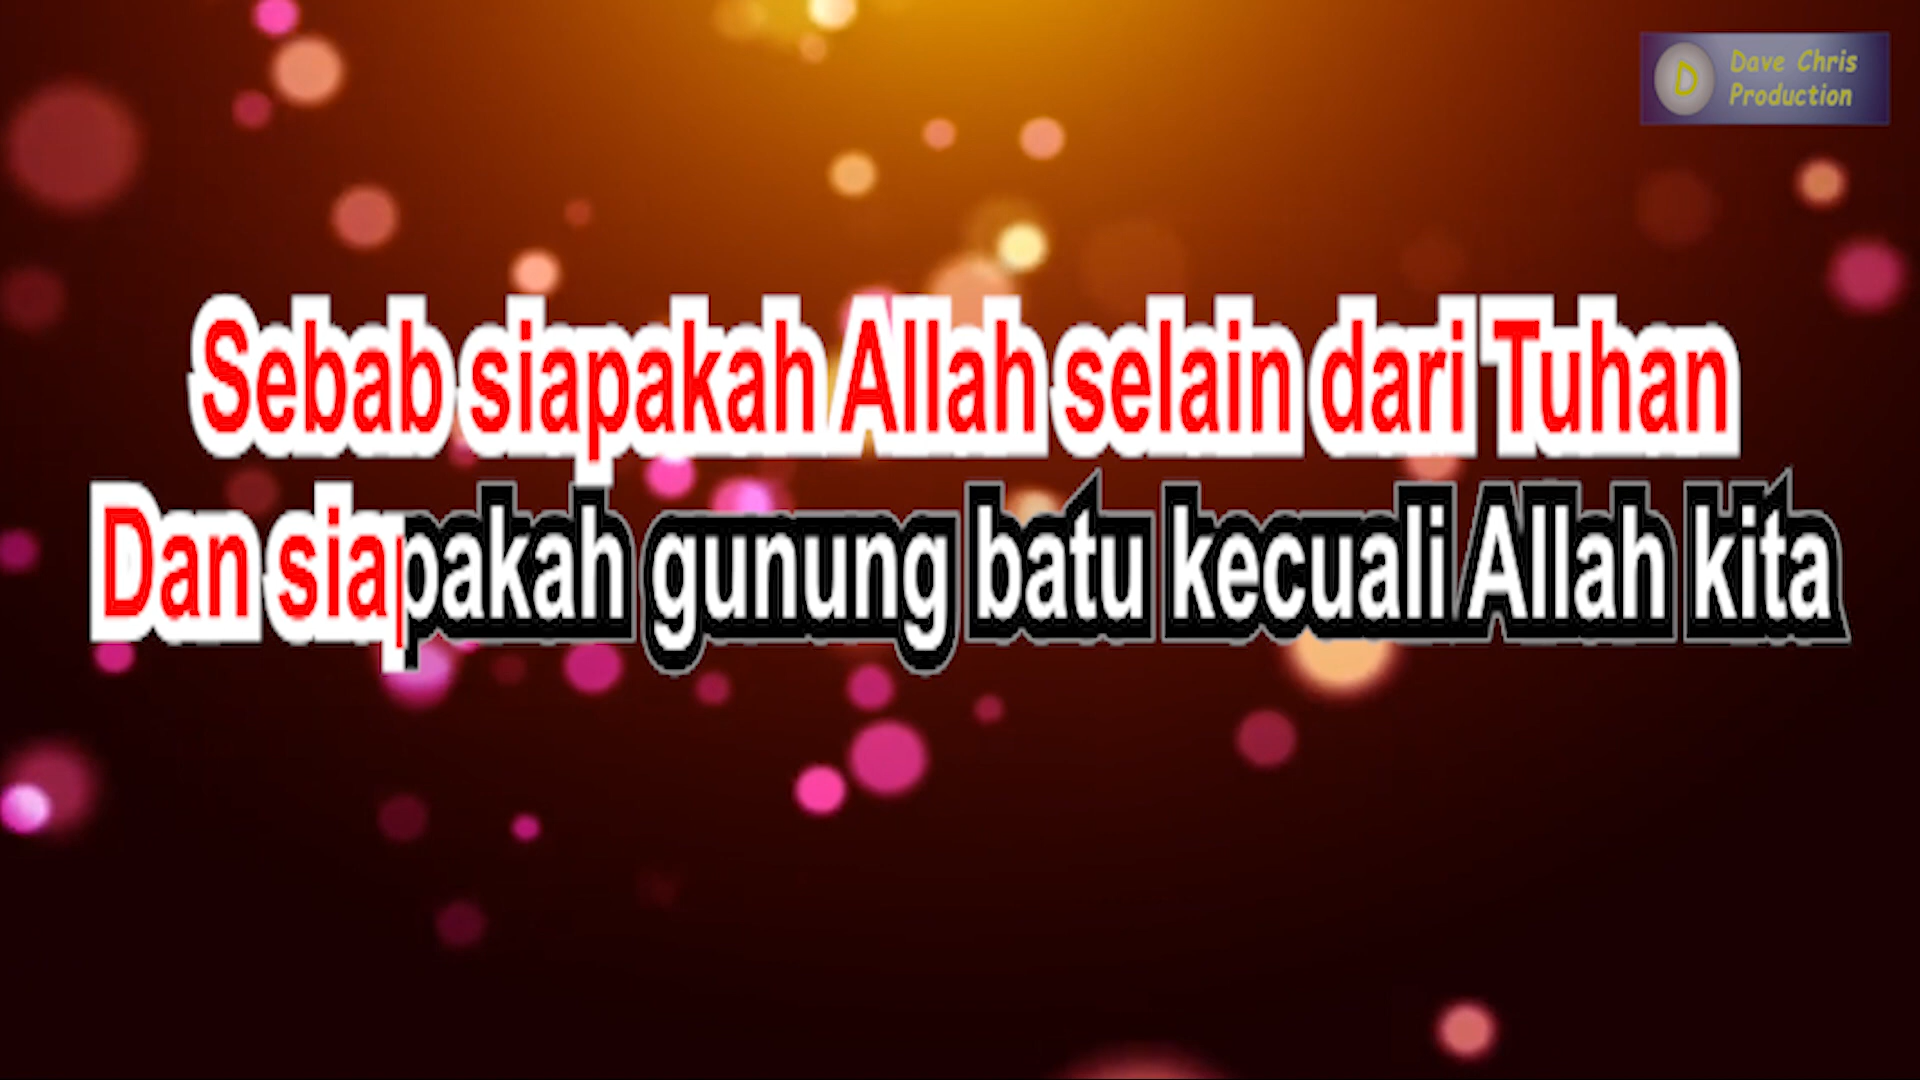 Dave Chris
Production
Sebab siapakah Allah selain dari Tuhan
Dan siapakah gunung batu kecuali Allah kita